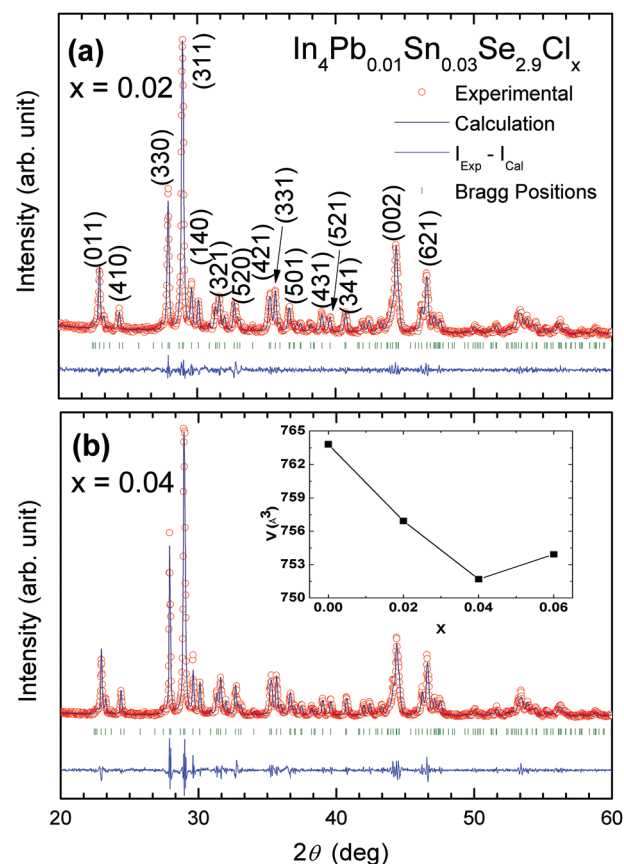 (a)
x = 0.02
In4Pb0.01Sn0.03Se2.9Clx
Experimental
Calculation
IExp - ICal
Bragg Positions
(011)
(410)
(330)
(311)
(140)
(321)
(520)
(421)
(331)
(501)
(431)
(521)
(341)
(002)
(621)
Intensity (arb. unit)
(b)
x = 0.04
Intensity (arb. unit)
V (Å3)
765
762
759
756
753
750
0.00 0.02 0.04 0.06
x
20 30 40 50 60
2θ (deg)